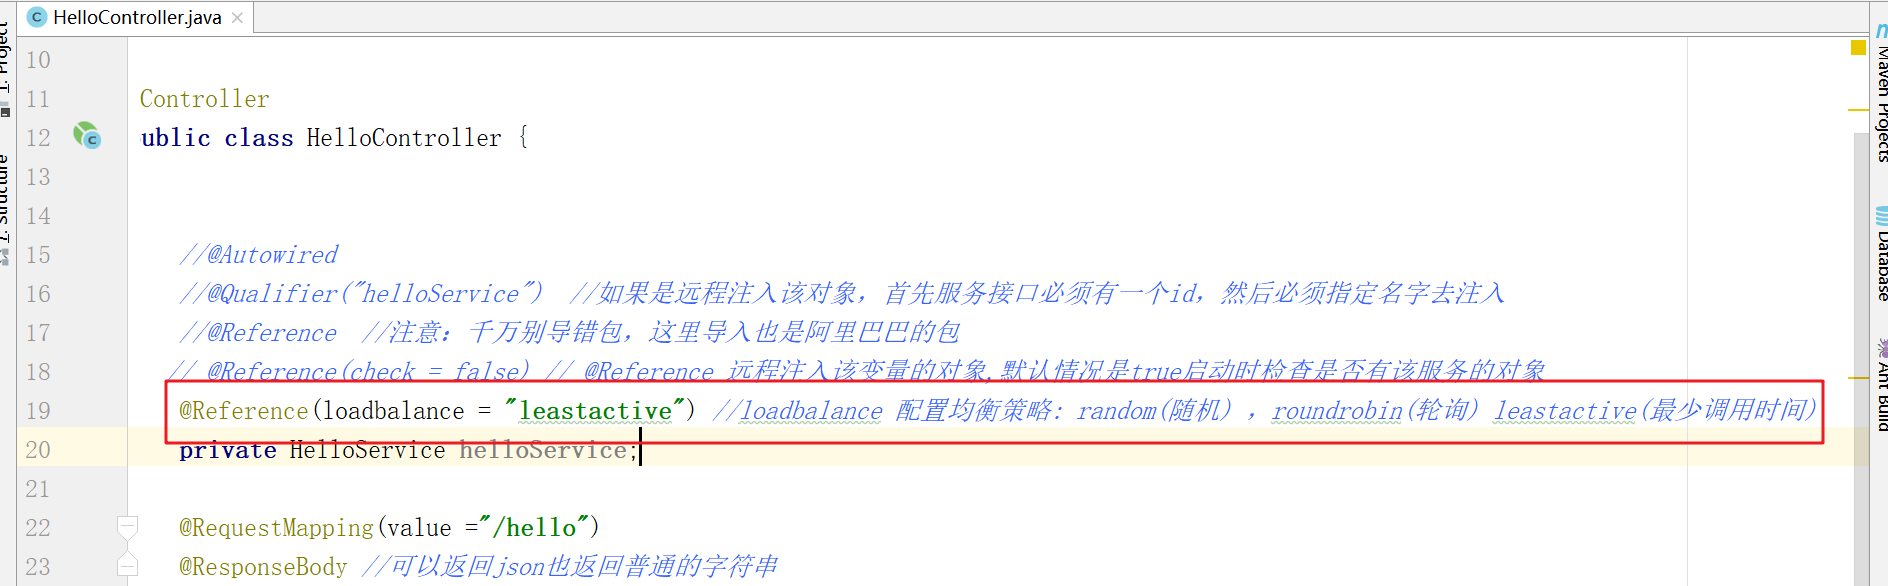 HelloController.java
1: Project
7: Structure
Maven Projects
Database
Ant Build
10
11 Controller
12 ublic class HelloController {
13
14
15 //@Autowired
16 //@Qualifier("helloService") //如果是远程注入该对象，首先服务接口必须有一个id，然后必须指定名字去注入
17 //@Reference //注意：千万别导错包，这里导入也是阿里巴巴的包
18 // @Reference(check = false) // @Reference 远程注入该变量的对象,默认情况是true启动时检查是否有该服务的对象
19 @Reference(loadbalance = "leastactive") //loadbalance 配置均衡策略: random(随机) , roundrobin(轮询) leastactive(最少调用时间)
20 private HelloService helloService;
21
22 @RequestMapping(value ="/hello")
23 @ResponseBody //可以返回json也返回普通的字符串